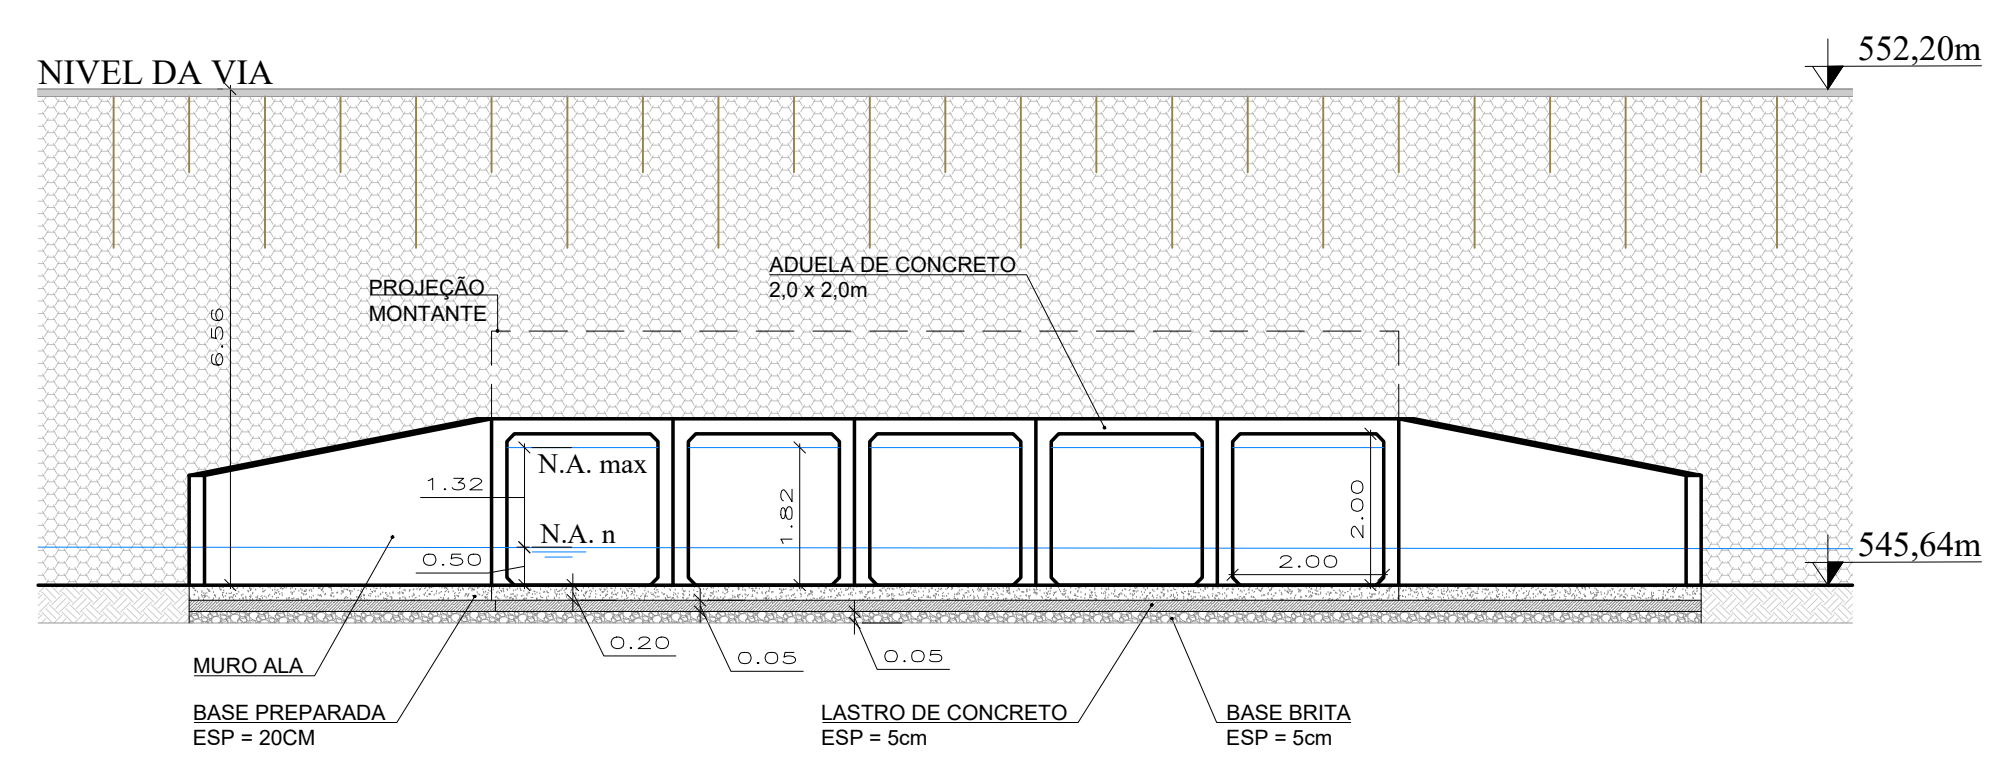 NIVEL DA VIA
552,20m
ADUELA DE CONCRETO
2,0 x 2,0m
PROJEÇÃO
MONTANTE
6.56
N.A. max
1.32
1.82
2.00
N.A. n
0.50
2.00
545,64m
0.20
0.05
0.05
MURO ALA
BASE PREPARADA
ESP = 20CM
LASTRO DE CONCRETO
ESP = 5cm
BASE BRITA
ESP = 5cm